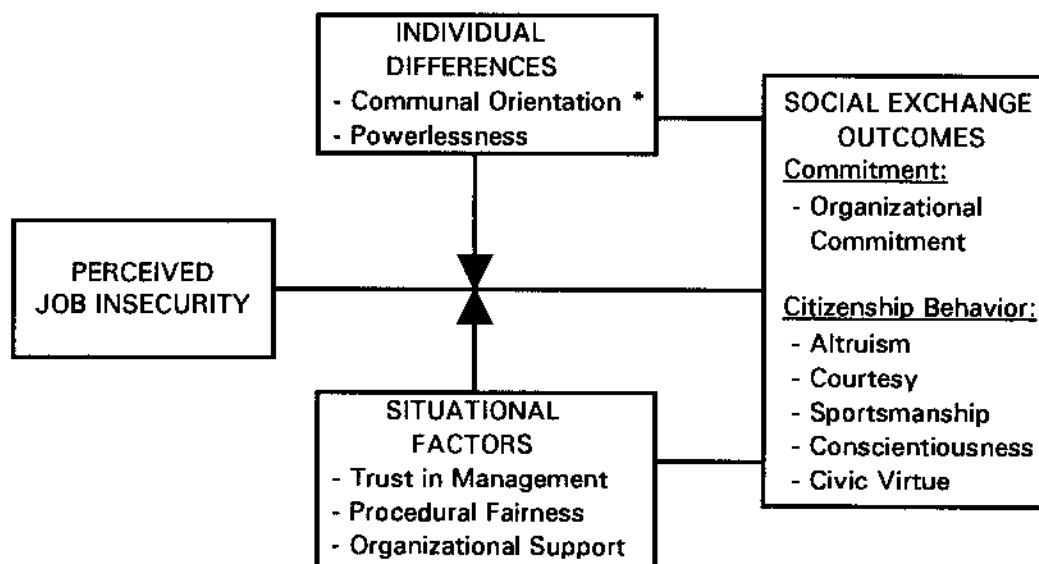 INDIVIDUAL
DIFFERENCES
- Communal Orientation *
- Powerlessness
PERCEIVED
JOB INSECURITY
SITUATIONAL
FACTORS
- Trust in Management
- Procedural Fairness
- Organizational Support
SOCIAL EXCHANGE
OUTCOMES
Commitment:
- Organizational
Commitment
Citizenship Behavior:
- Altruism
- Courtesy
- Sportsmanship
- Conscientiousness
- Civic Virtue